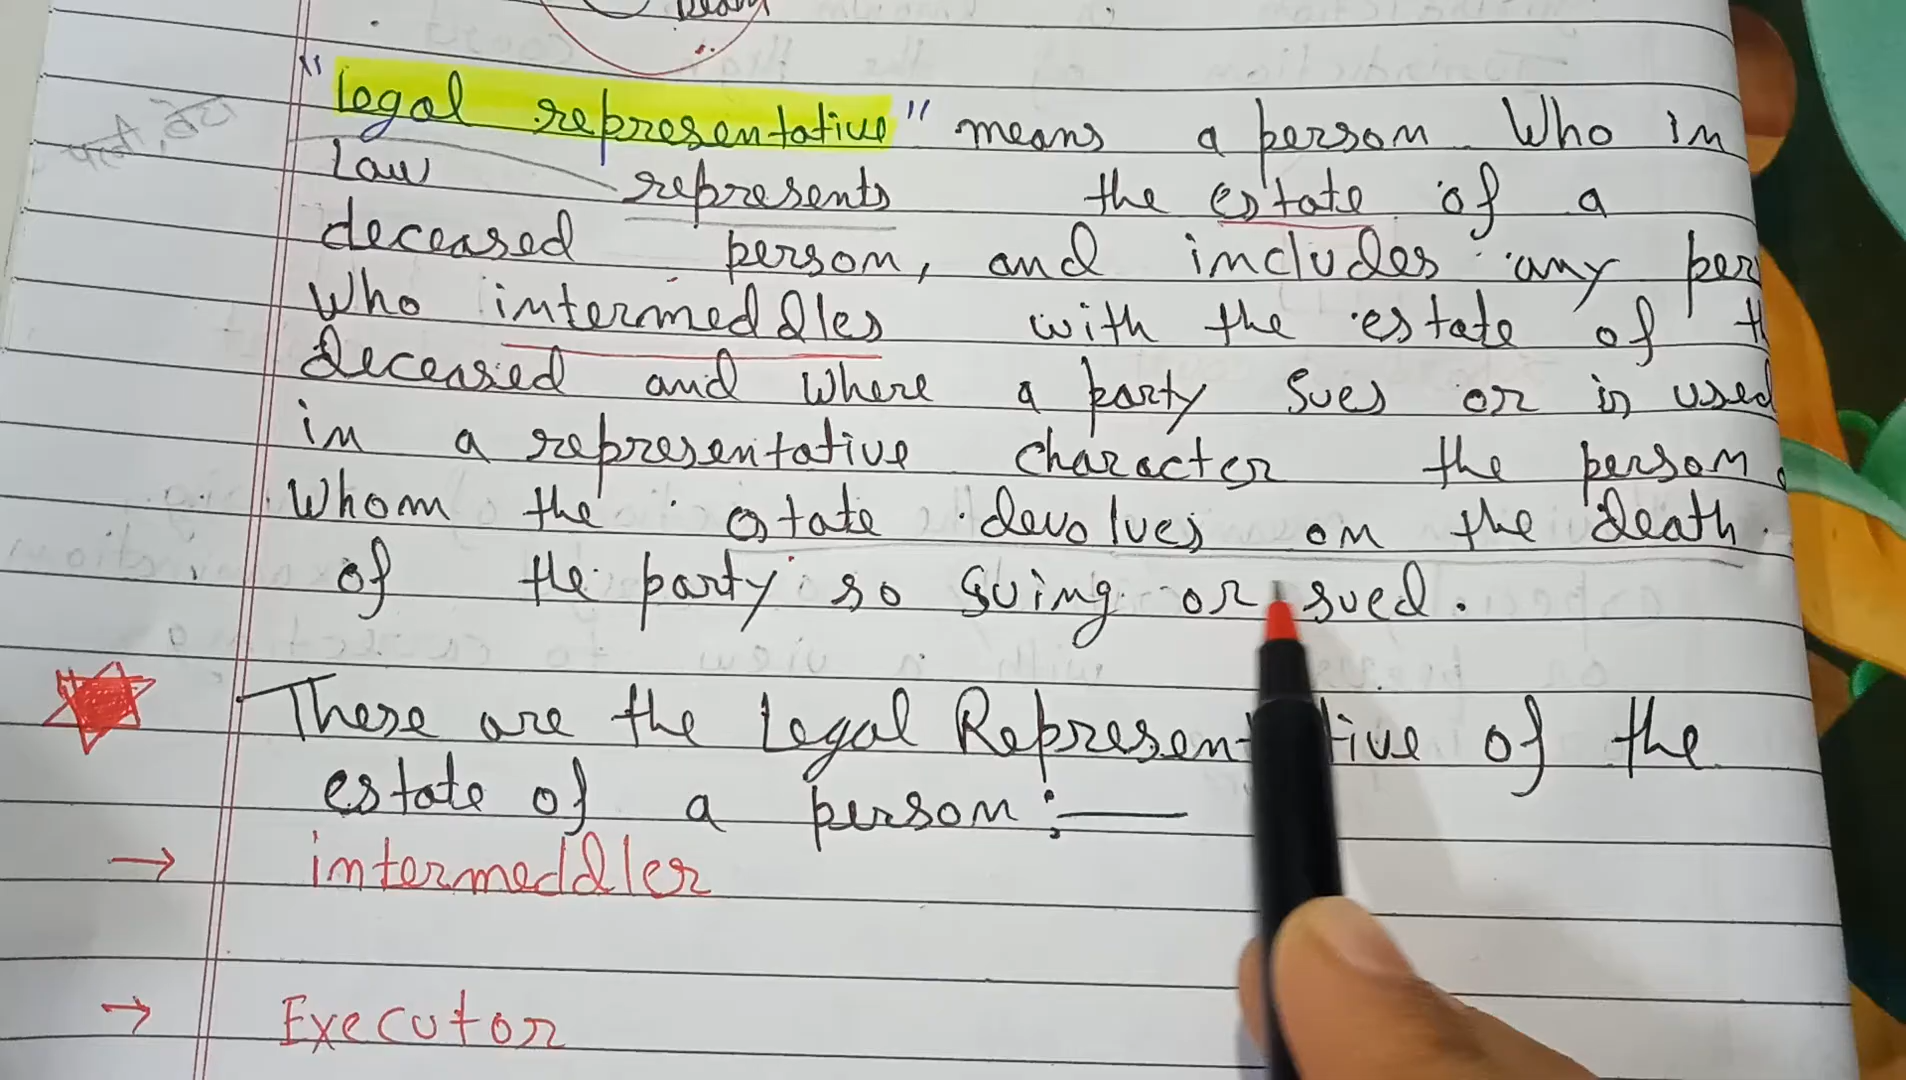 "legal representative" means a person who in
Law represents the estate of a
deceased person, and includes any per
who intermeddles with the estate of th
deceased and where a party sues or is used
in a representative character the person
whom the estate devolves on the death
of the party so suing or sued.
These are the Legal Represen tive of the
estate of a person :—
→ intermeddler
→ Executor